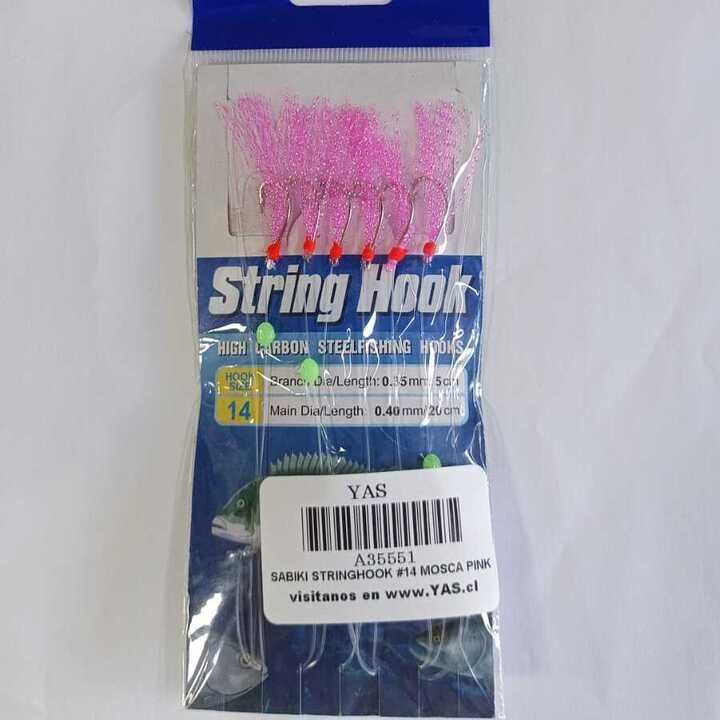 String Hook
HIGH CARBON STEELFISHING HOOKS
HOOK
SIZE
14
Branch Dia/Length: 0.35mm/5cm
Main Dia/Length: 0.40mm/20cm
YAS
A35551
SABIKI STRINGHOOK #14 MOSCA PINK
visitanos en www.YAS.cl